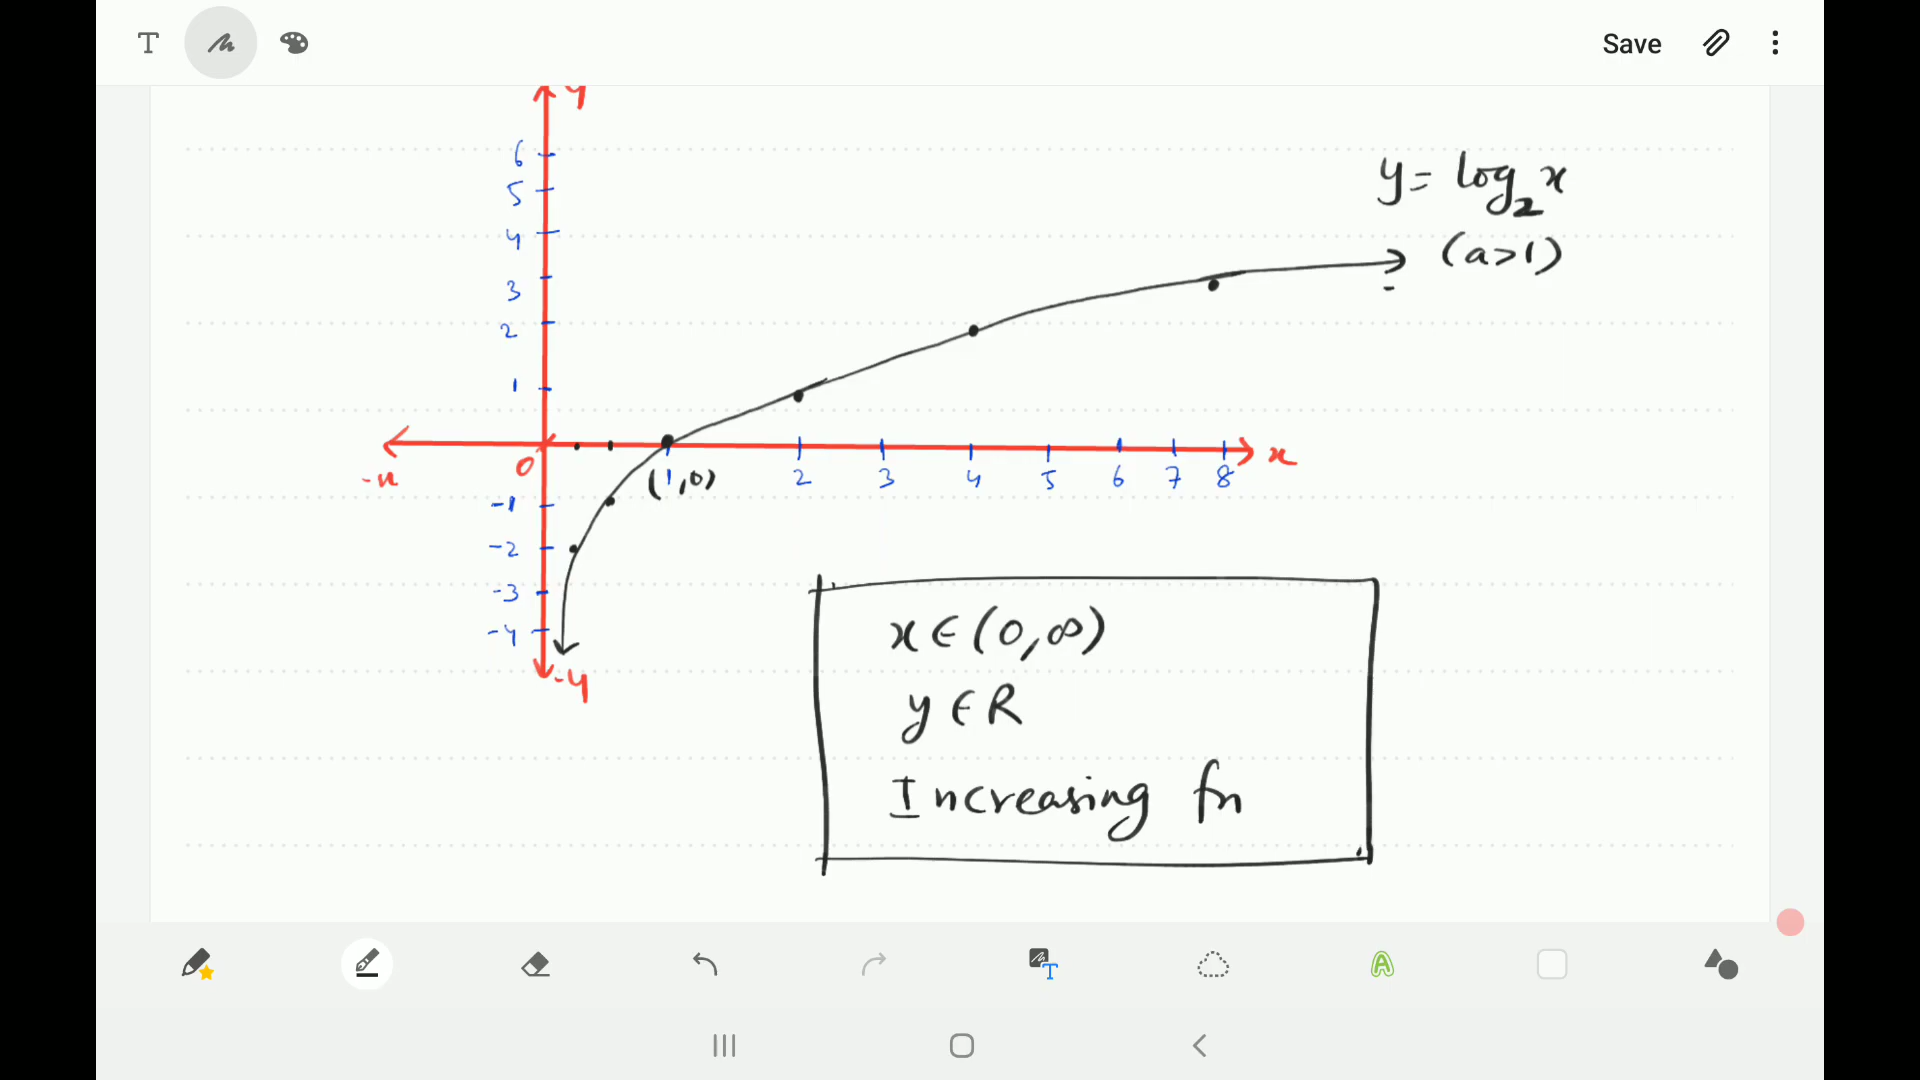 T Save
y
6
5
4
3
2
1
-x 0 (1,0) 2 3 4 5 6 7 8 x
-1
-2
-3
-4
-y
y = log₂ x
(a>1)
x ∈ (0, ∞)
y ∈ R
Increasing fn
T A